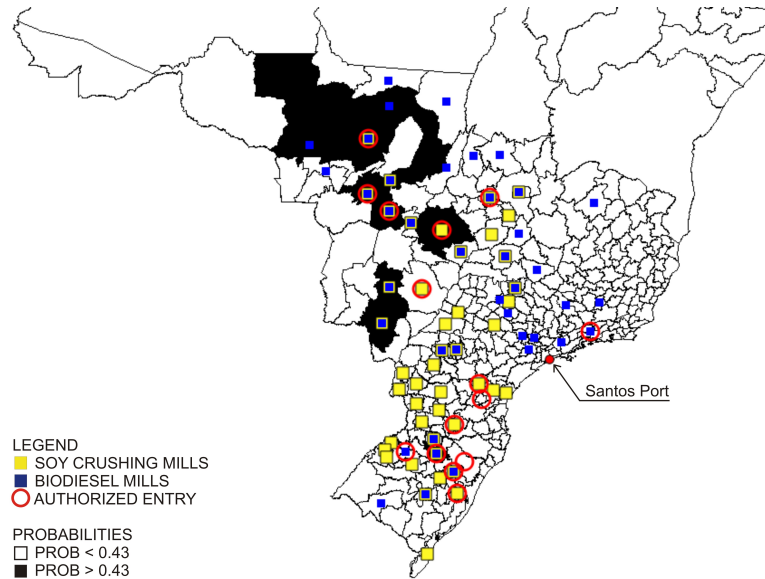 Santos Port
LEGEND
SOY CRUSHING MILLS
BIODIESEL MILLS
AUTHORIZED ENTRY
PROBABILITIES
PROB < 0.43
PROB > 0.43